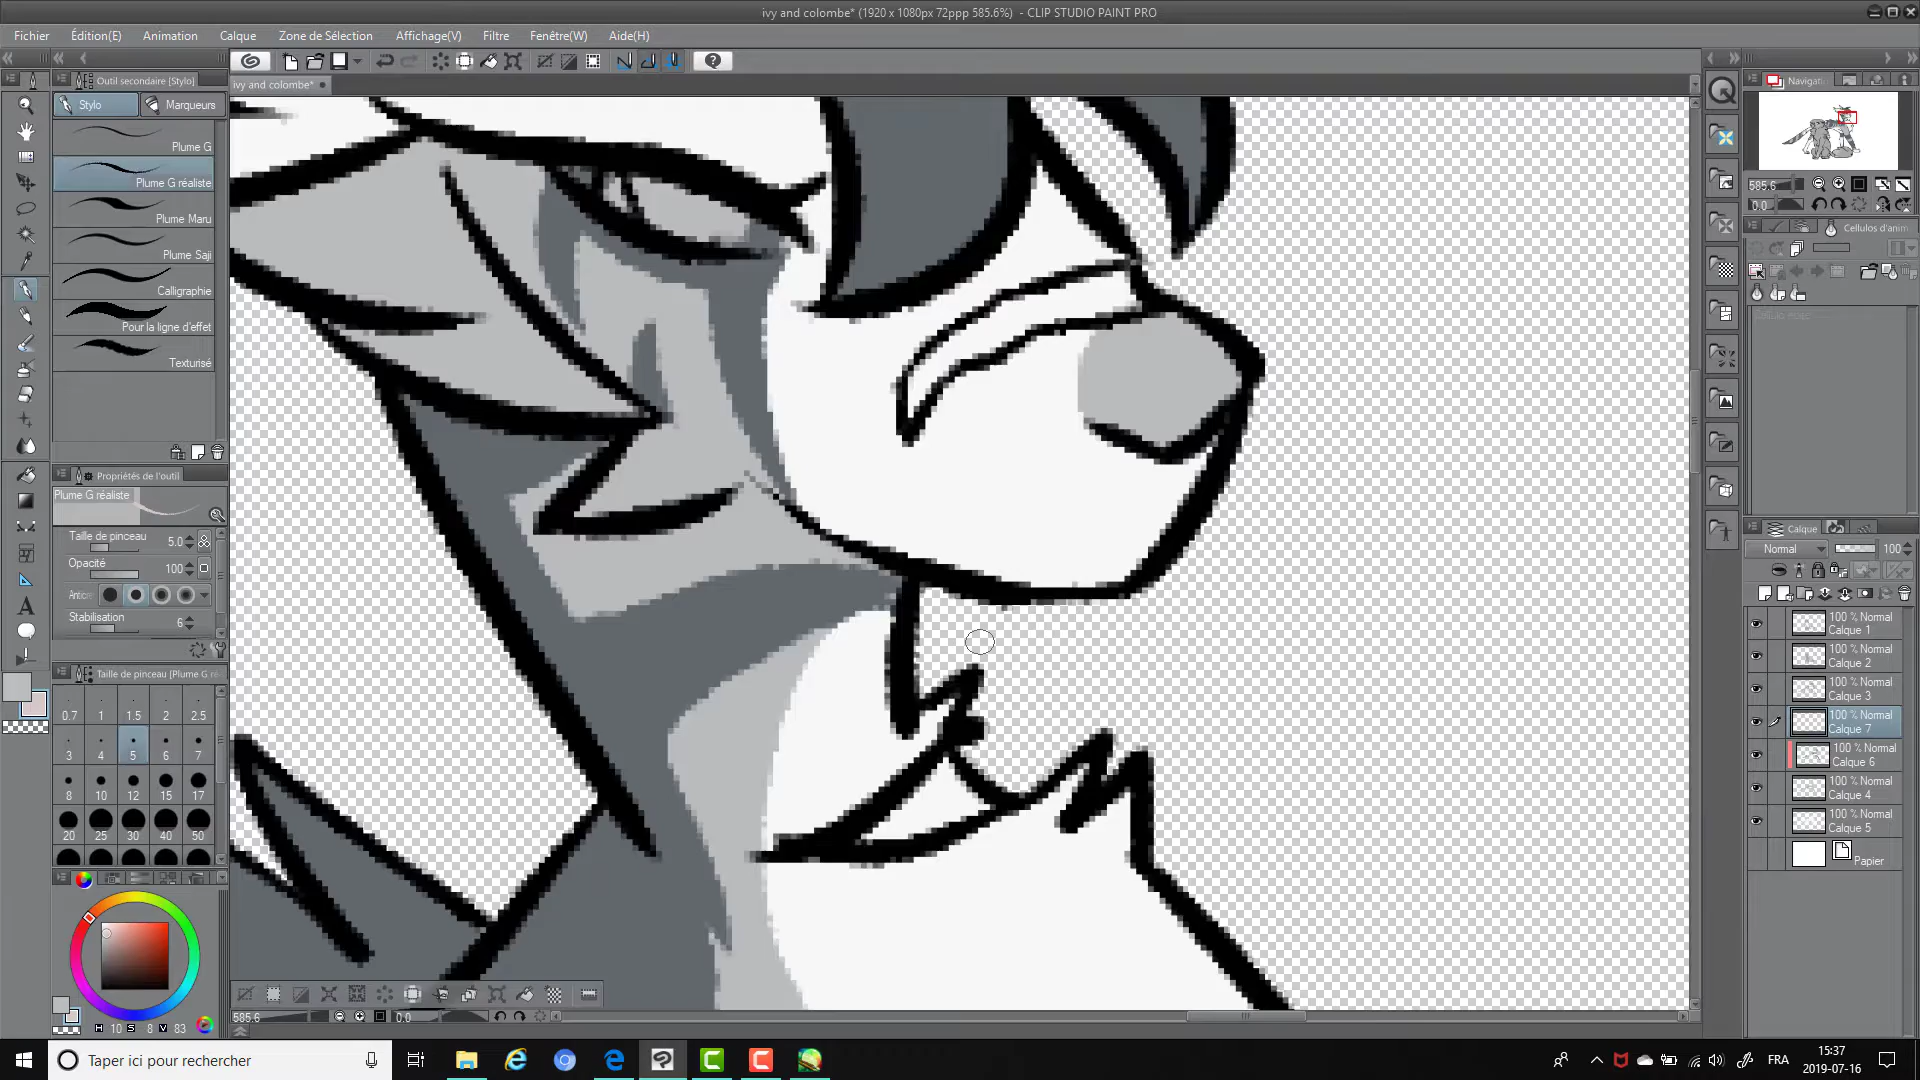 ivy and colombe* (1920 x 1080px 72ppp 585.6%) - CLIP STUDIO PAINT PRO
Fichier Édition(E) Animation Calque Zone de Sélection Affichage(V) Filtre Fenêtre(W) Aide(H)
Outil secondaire [Stylo]
ivy and colombe*
Stylo Marqueurs
Plume G
Plume G réaliste
Plume Maru
Plume Saji
Calligraphie
Pour la ligne d'effet
Texturisé
Propriétés de l'outil
Plume G réaliste
Taille de pinceau 5.0
Opacité 100
Anticré
Stabilisation 6
Taille de pinceau [Plume G ré
0.7 1 1.5 2 2.5
3 4 5 6 7
8 10 12 15 17
20 25 30 40 50
H 10 S 8 V 83
585.6 0.0
Navigati
585.6
0.0
Cellulos d'anim
Calque
Normal 100
100 % Normal
Calque 1
100 % Normal
Calque 2
100 % Normal
Calque 3
100 % Normal
Calque 7
100 % Normal
Calque 6
100 % Normal
Calque 4
100 % Normal
Calque 5
Papier
Taper ici pour rechercher
FRA
15:37
2019-07-16